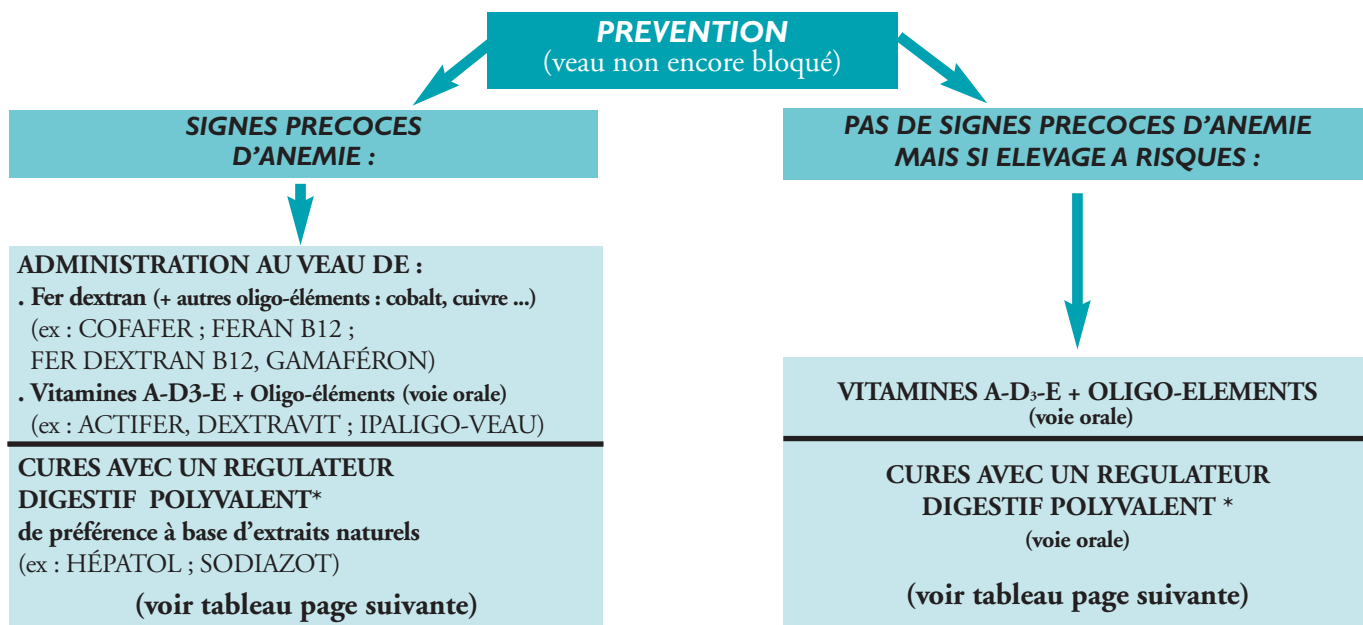 PREVENTION
(veau non encore bloqué)
SIGNES PRECOCES
D’ANEMIE :
ADMINISTRATION AU VEAU DE :
. Fer dextran (+ autres oligo-éléments : cobalt, cuivre ...)
(ex : COFAFER ; FERAN B12 ;
FER DEXTRAN B12, GAMAFÉRON)
. Vitamines A-D3-E + Oligo-éléments (voie orale)
(ex : ACTIFER, DEXTRAVIT ; IPALIGO-VEAU)
CURES AVEC UN REGULATEUR
DIGESTIF POLYVALENT*
de préférence à base d’extraits naturels
(ex : HÉPATOL ; SODIAZOT)
(voir tableau page suivante)
PAS DE SIGNES PRECOCES D’ANEMIE
MAIS SI ELEVAGE A RISQUES :
VITAMINES A-D₃-E + OLIGO-ELEMENTS
(voie orale)
CURES AVEC UN REGULATEUR
DIGESTIF POLYVALENT *
(voie orale)
(voir tableau page suivante)